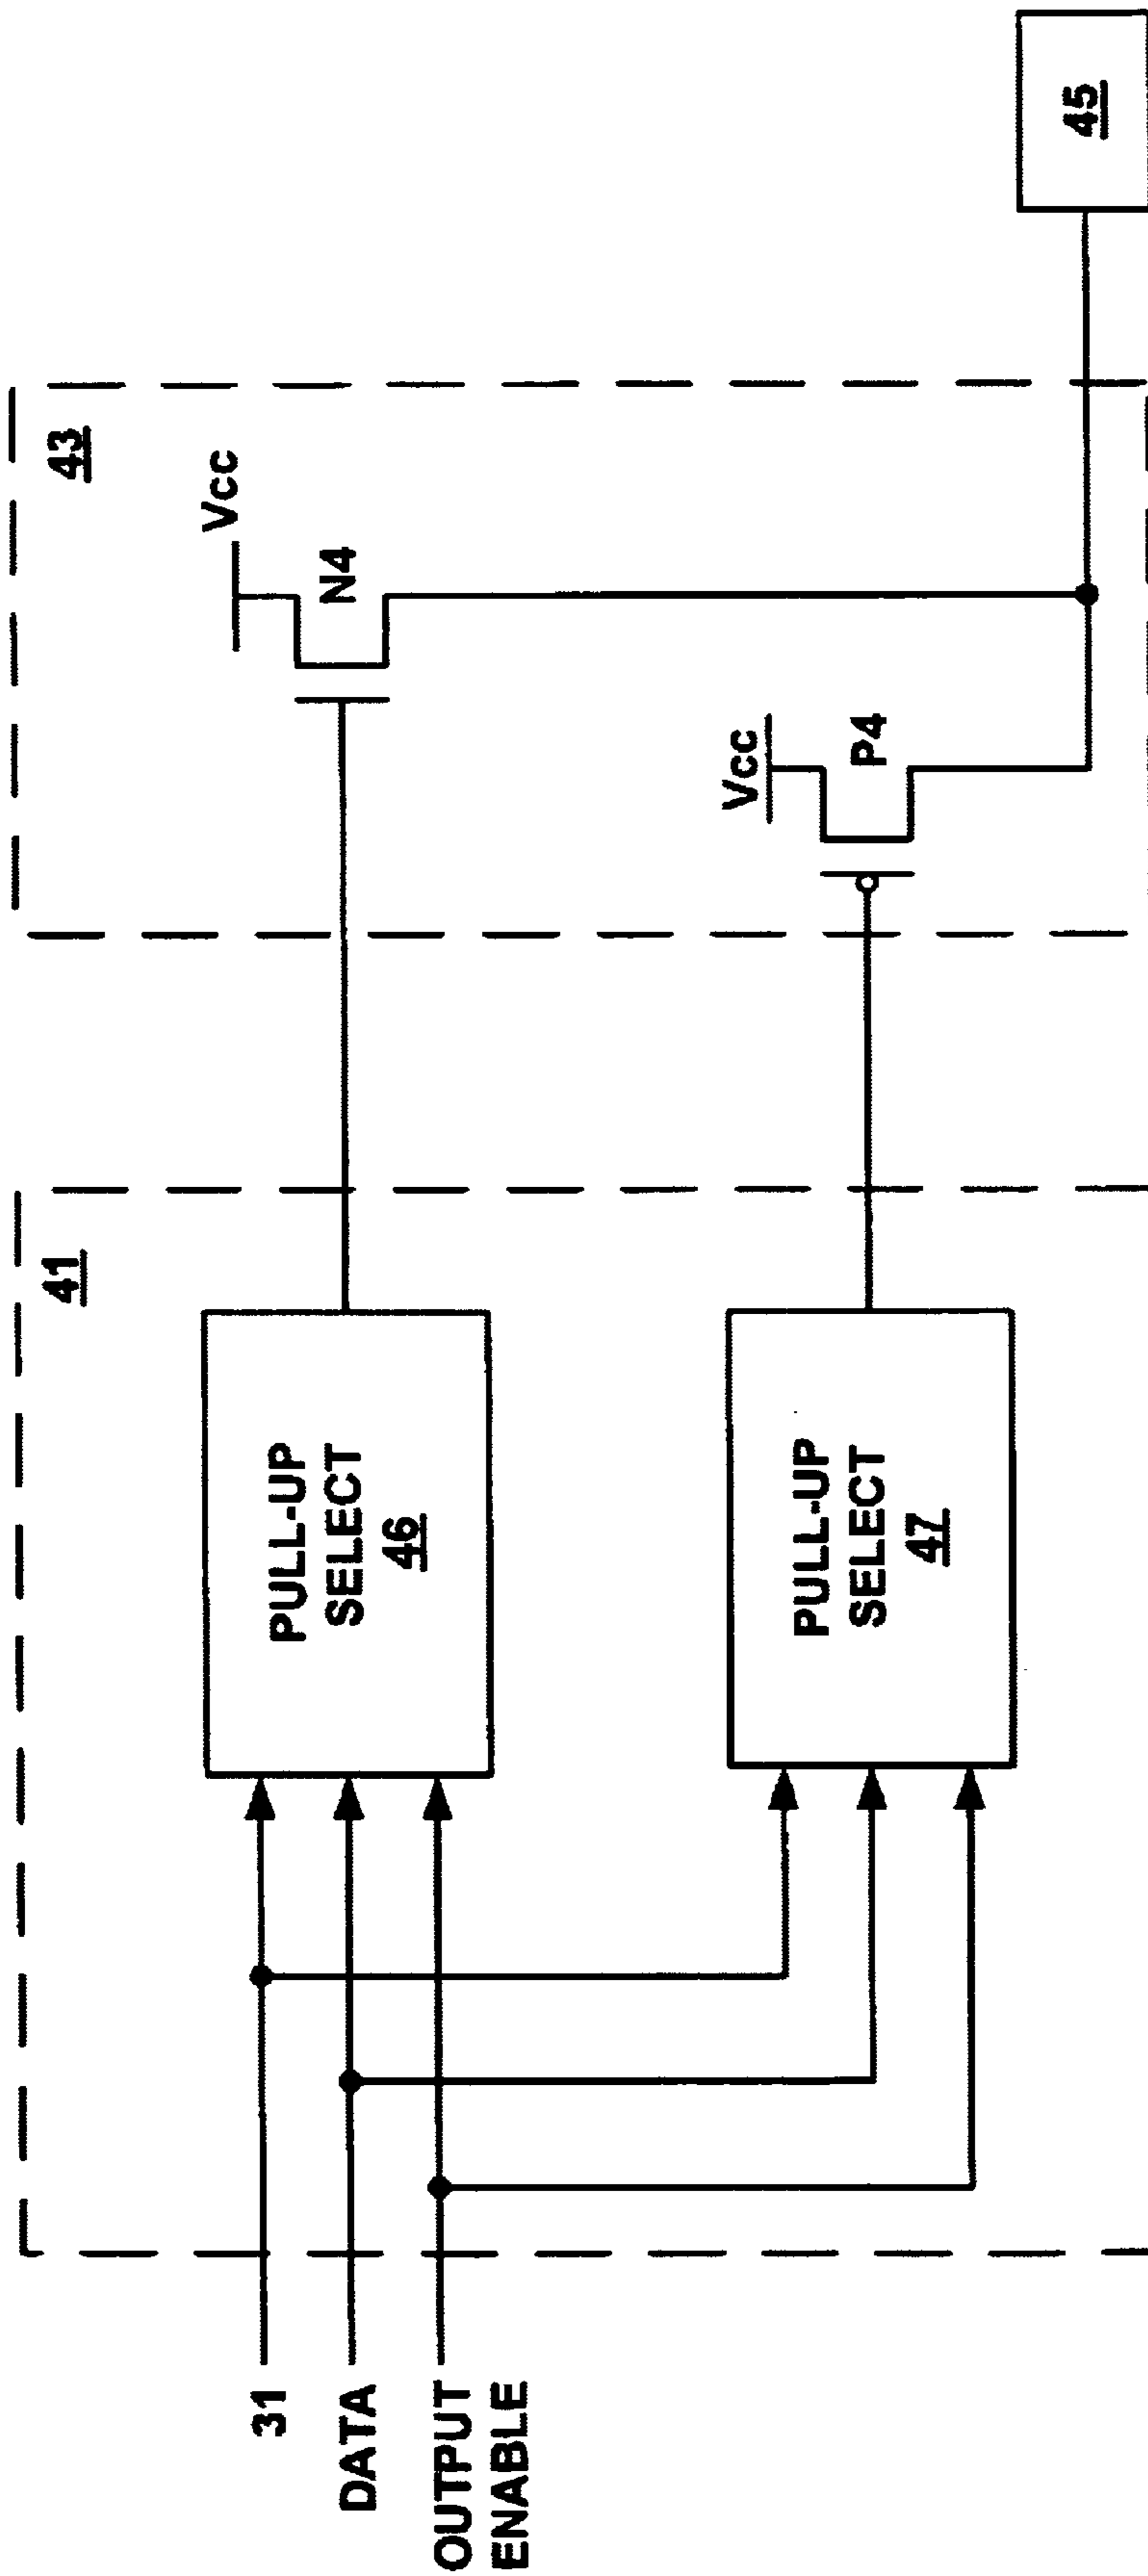 31
DATA
OUTPUT
ENABLE
41
PULL-UP
SELECT
46
PULL-UP
SELECT
47
43
Vcc
N4
Vcc
P4
45